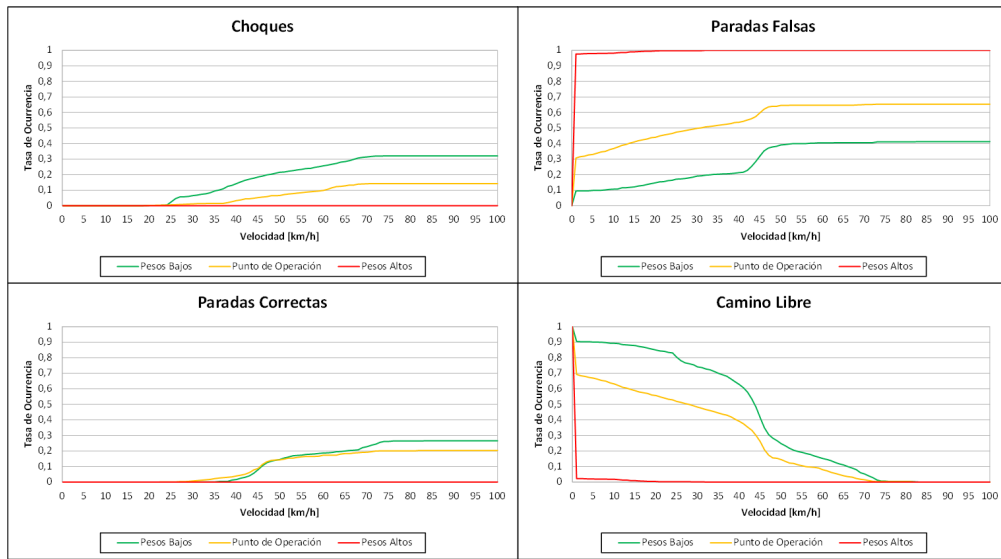 Choques
Tasa de Ocurrencia
1
0,9
0,8
0,7
0,6
0,5
0,4
0,3
0,2
0,1
0
0 5 10 15 20 25 30 35 40 45 50 55 60 65 70 75 80 85 90 95 100
Velocidad [km/h]
Pesos Bajos Punto de Operación Pesos Altos
Paradas Falsas
Tasa de Ocurrencia
1
0,9
0,8
0,7
0,6
0,5
0,4
0,3
0,2
0,1
0
0 5 10 15 20 25 30 35 40 45 50 55 60 65 70 75 80 85 90 95 100
Velocidad [km/h]
Pesos Bajos Punto de Operación Pesos Altos
Paradas Correctas
Tasa de Ocurrencia
1
0,9
0,8
0,7
0,6
0,5
0,4
0,3
0,2
0,1
0
0 5 10 15 20 25 30 35 40 45 50 55 60 65 70 75 80 85 90 95 100
Velocidad [km/h]
Pesos Bajos Punto de Operación Pesos Altos
Camino Libre
Tasa de Ocurrencia
1
0,9
0,8
0,7
0,6
0,5
0,4
0,3
0,2
0,1
0
0 5 10 15 20 25 30 35 40 45 50 55 60 65 70 75 80 85 90 95 100
Velocidad [km/h]
Pesos Bajos Punto de Operación Pesos Altos